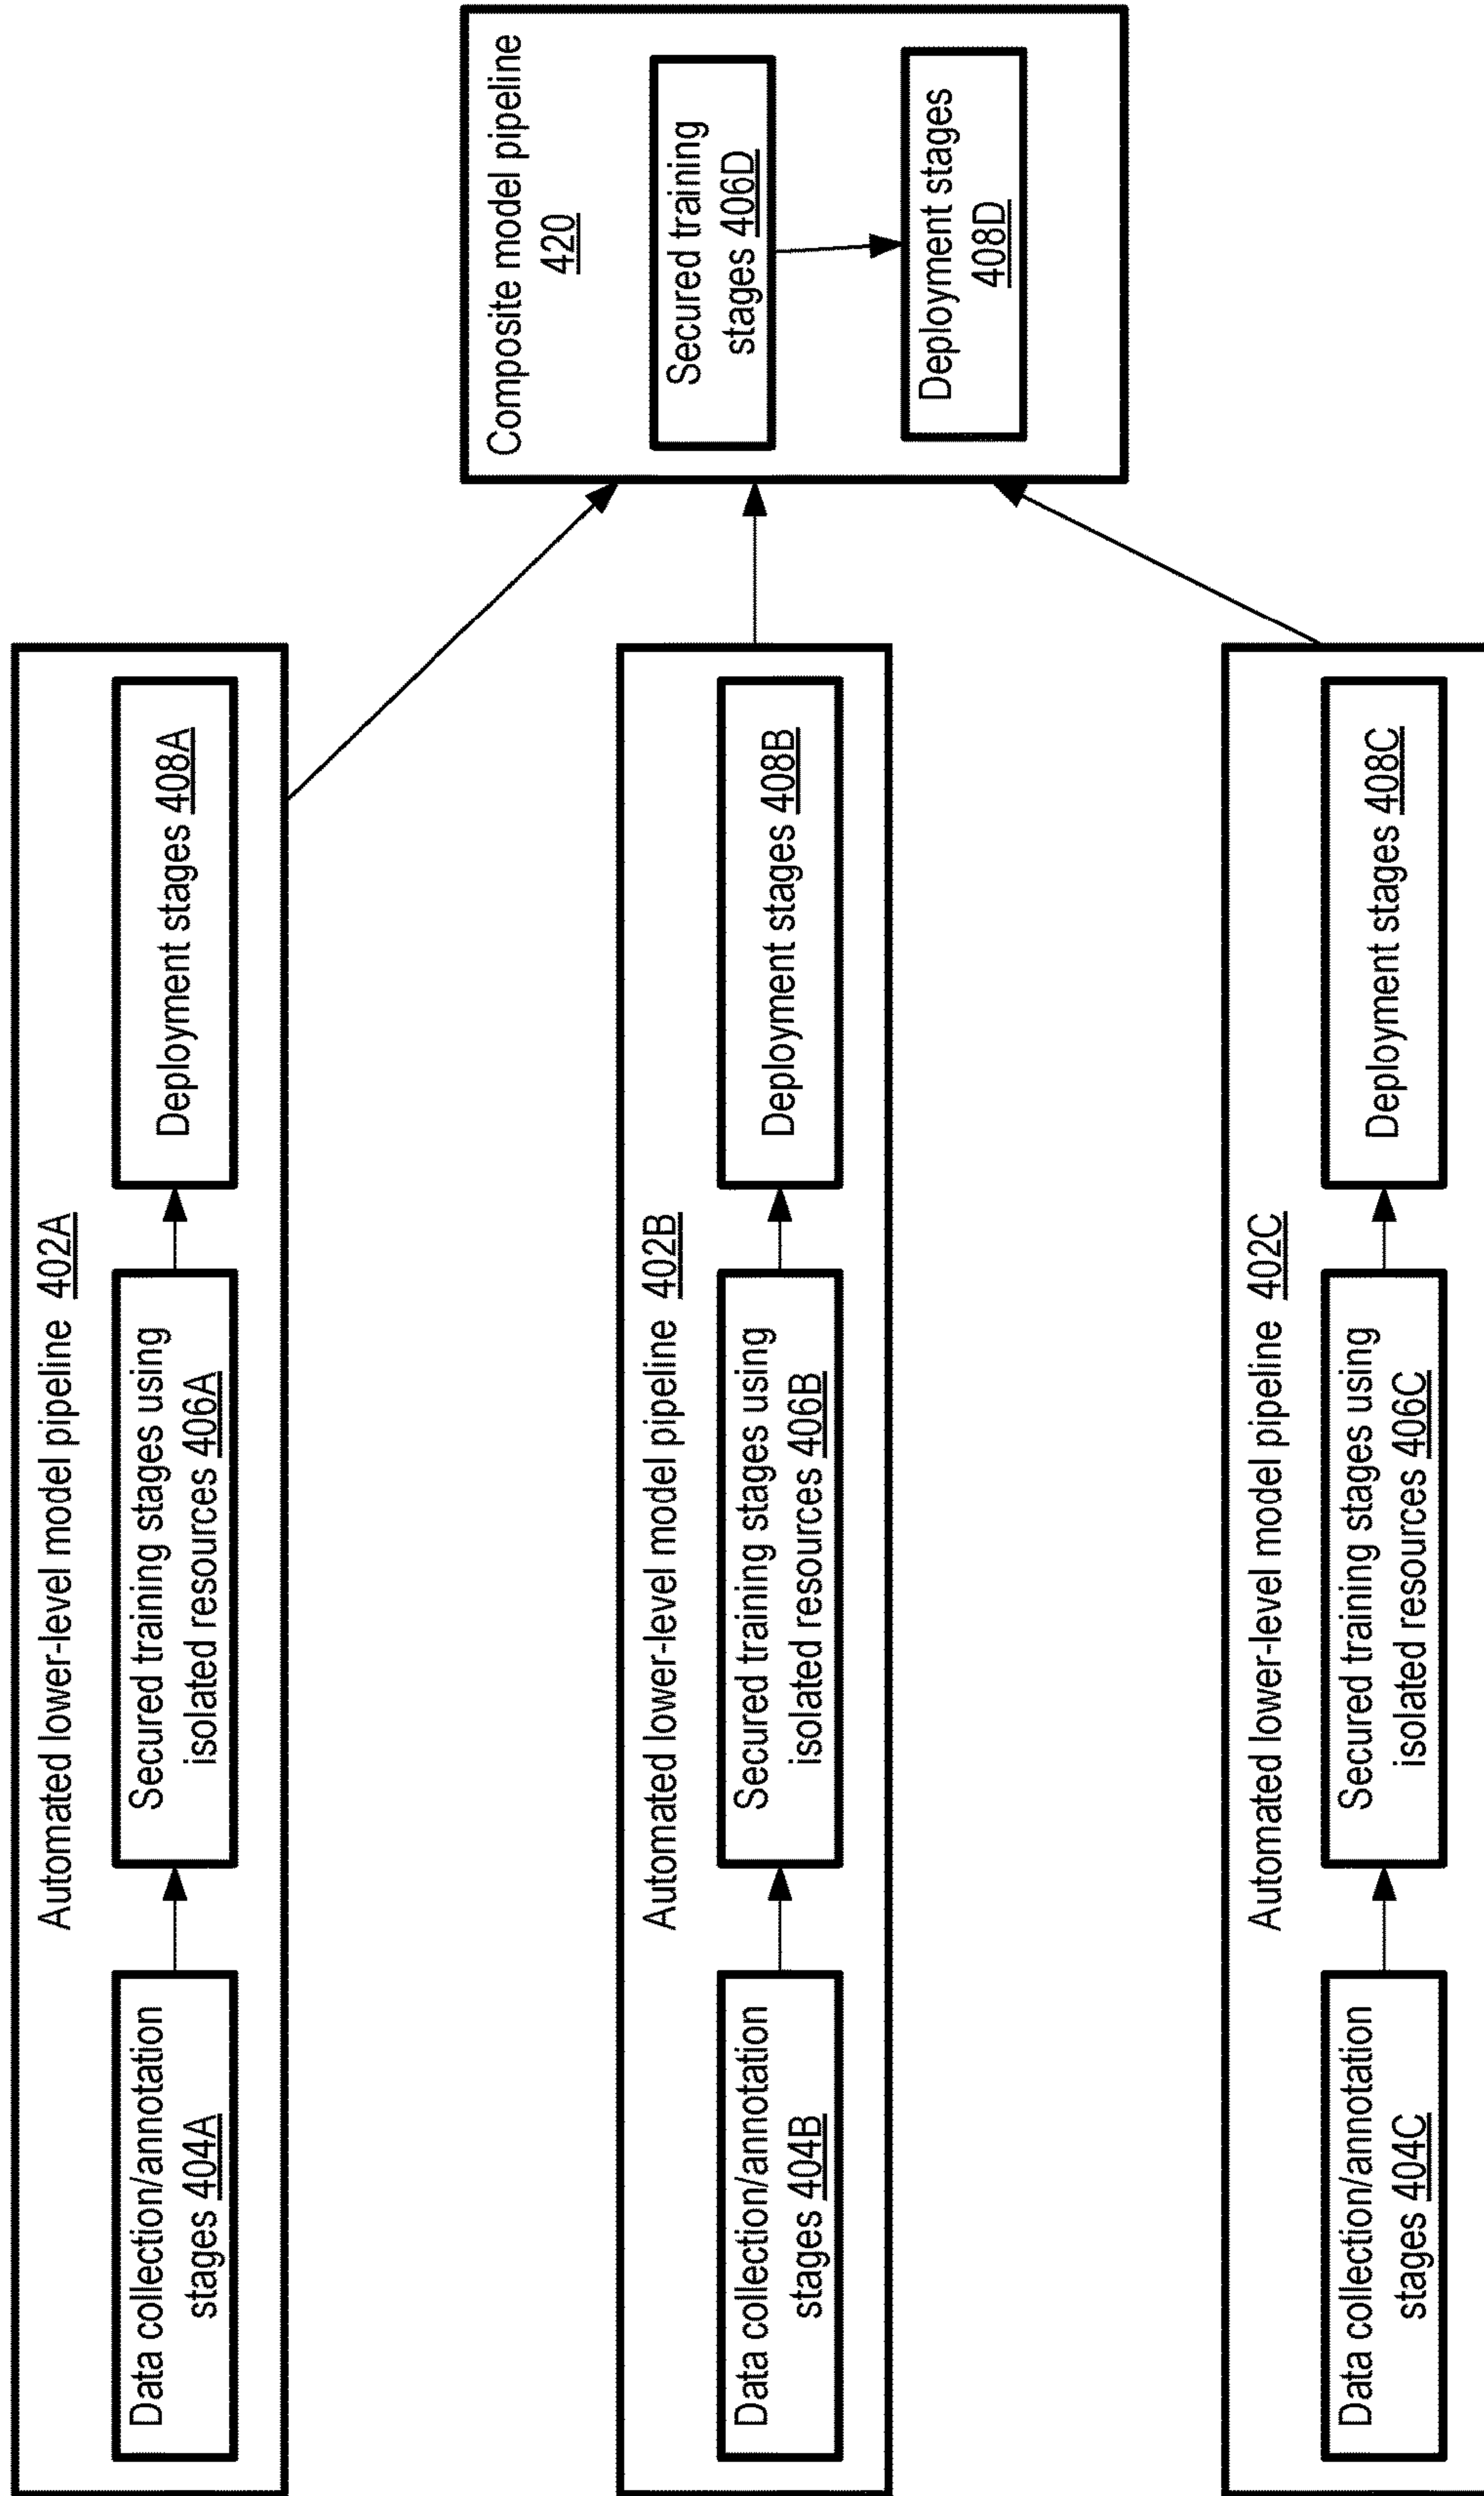 Automated lower-level model pipeline 402A
Data collection/annotation
stages 404A
Secured training stages using
isolated resources 406A
Deployment stages 408A
Automated lower-level model pipeline 402B
Data collection/annotation
stages 404B
Secured training stages using
isolated resources 406B
Deployment stages 408B
Automated lower-level model pipeline 402C
Data collection/annotation
stages 404C
Secured training stages using
isolated resources 406C
Deployment stages 408C
Composite model pipeline
420
Secured training
stages 406D
Deployment stages
408D